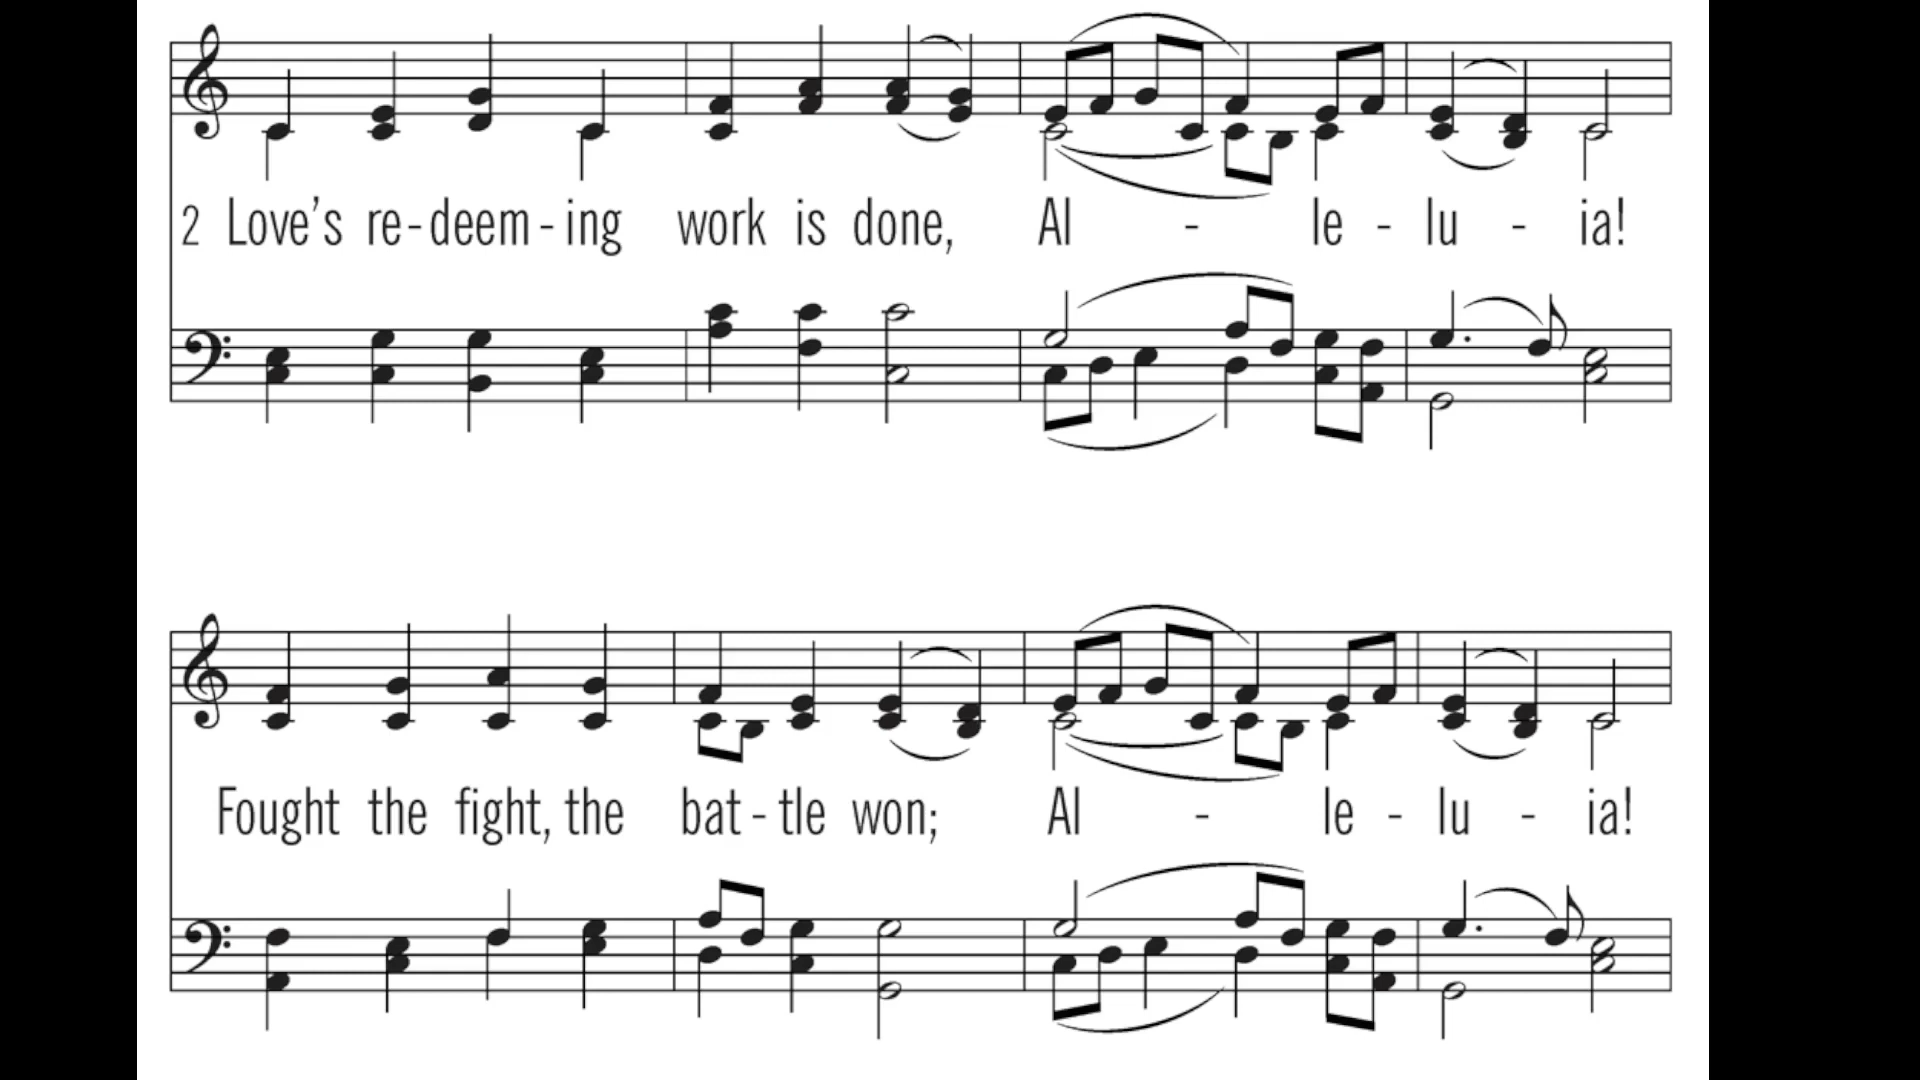 2 Love’s re-deem-ing work is done, Al - le - lu - ia!
Fought the fight, the bat-tle won; Al - le - lu - ia!